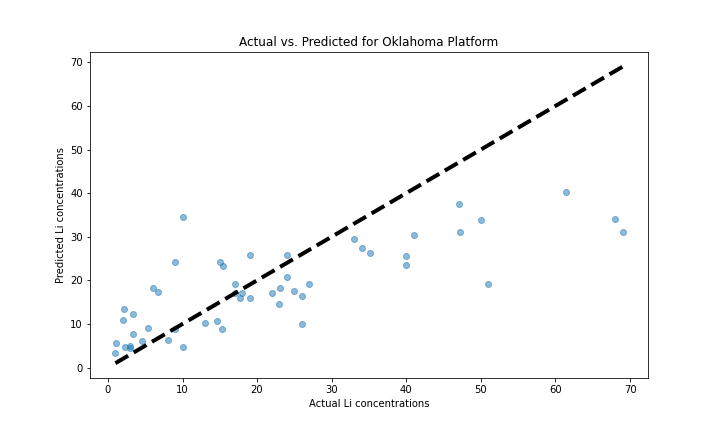 Actual vs. Predicted for Oklahoma Platform
70
60
50
40
30
20
10
0
Predicted Li concentrations
0 10 20 30 40 50 60 70
Actual Li concentrations